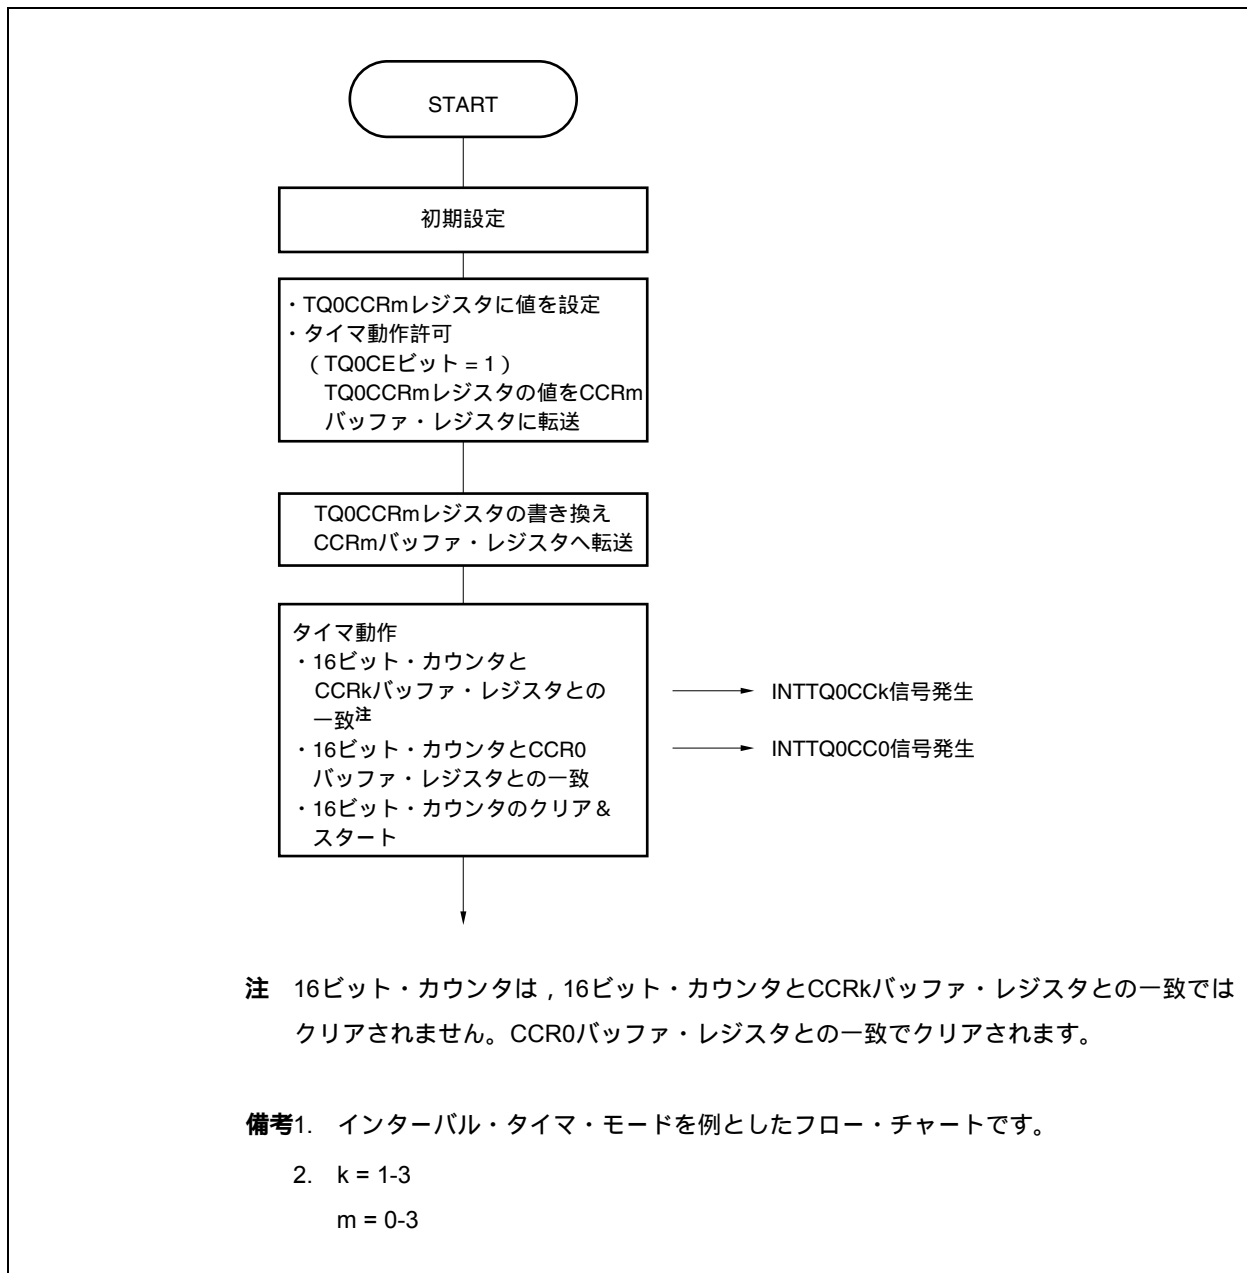 START
初期設定
・TQ0CCRmレジスタに値を設定
・タイマ動作許可
（TQ0CEビット = 1）
TQ0CCRmレジスタの値をCCRm
バッファ・レジスタに転送
TQ0CCRmレジスタの書き換え
CCRmバッファ・レジスタへ転送
タイマ動作
・16ビット・カウンタと
CCRkバッファ・レジスタとの
一致注
・16ビット・カウンタとCCR0
バッファ・レジスタとの一致
・16ビット・カウンタのクリア＆
スタート
INTTQ0CCk信号発生
INTTQ0CC0信号発生
注 16ビット・カウンタは，16ビット・カウンタとCCRkバッファ・レジスタとの一致では
クリアされません。CCR0バッファ・レジスタとの一致でクリアされます。
備考1. インターバル・タイマ・モードを例としたフロー・チャートです。
2. k = 1-3
m = 0-3